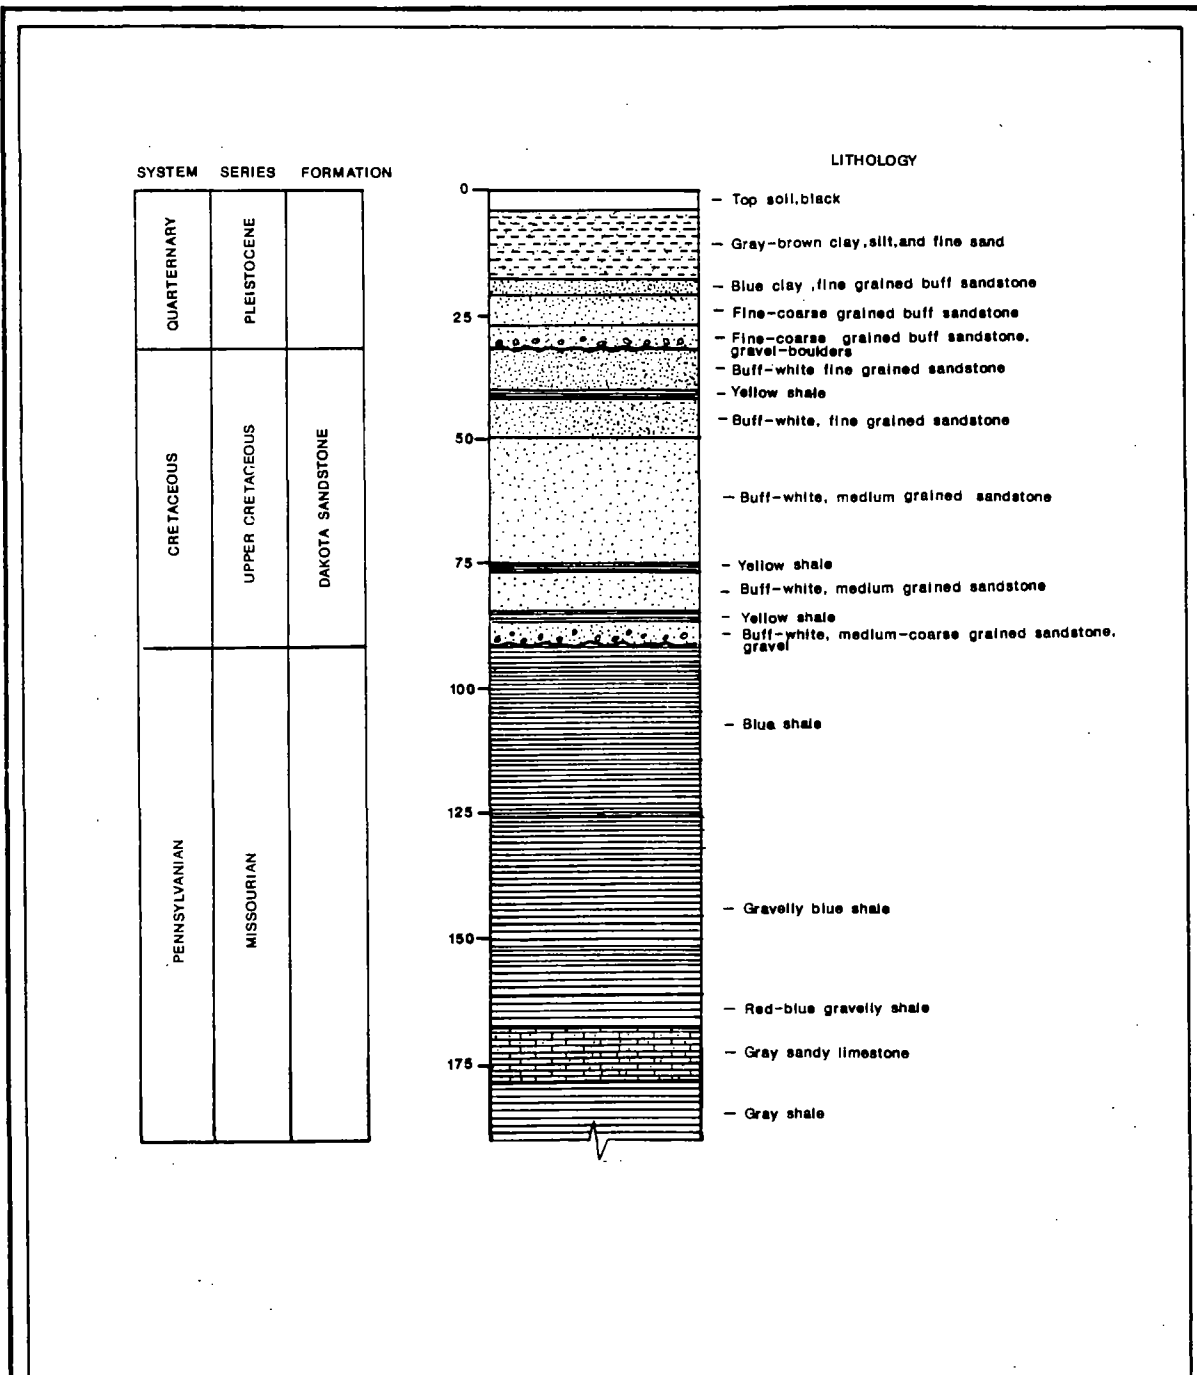 LITHOLOGY
SYSTEM SERIES FORMATION
QUARTERNARY
PLEISTOCENE
CRETACEOUS
UPPER CRETACEOUS
DAKOTA SANDSTONE
PENNSYLVANIAN
MISSOURIAN
0
25
50
75
100
125
150
175
– Top soil,black
– Gray-brown clay,silt,and fine sand
– Blue clay ,fine grained buff sandstone
– Fine-coarse grained buff sandstone
– Fine-coarse grained buff sandstone,
gravel-boulders
– Buff-white fine grained sandstone
– Yellow shale
– Buff-white, fine grained sandstone
– Buff-white, medium grained sandstone
– Yellow shale
– Buff-white, medium grained sandstone
– Yellow shale
– Buff-white, medium-coarse grained sandstone,
gravel
– Blue shale
– Gravelly blue shale
– Red-blue gravelly shale
– Gray sandy limestone
– Gray shale